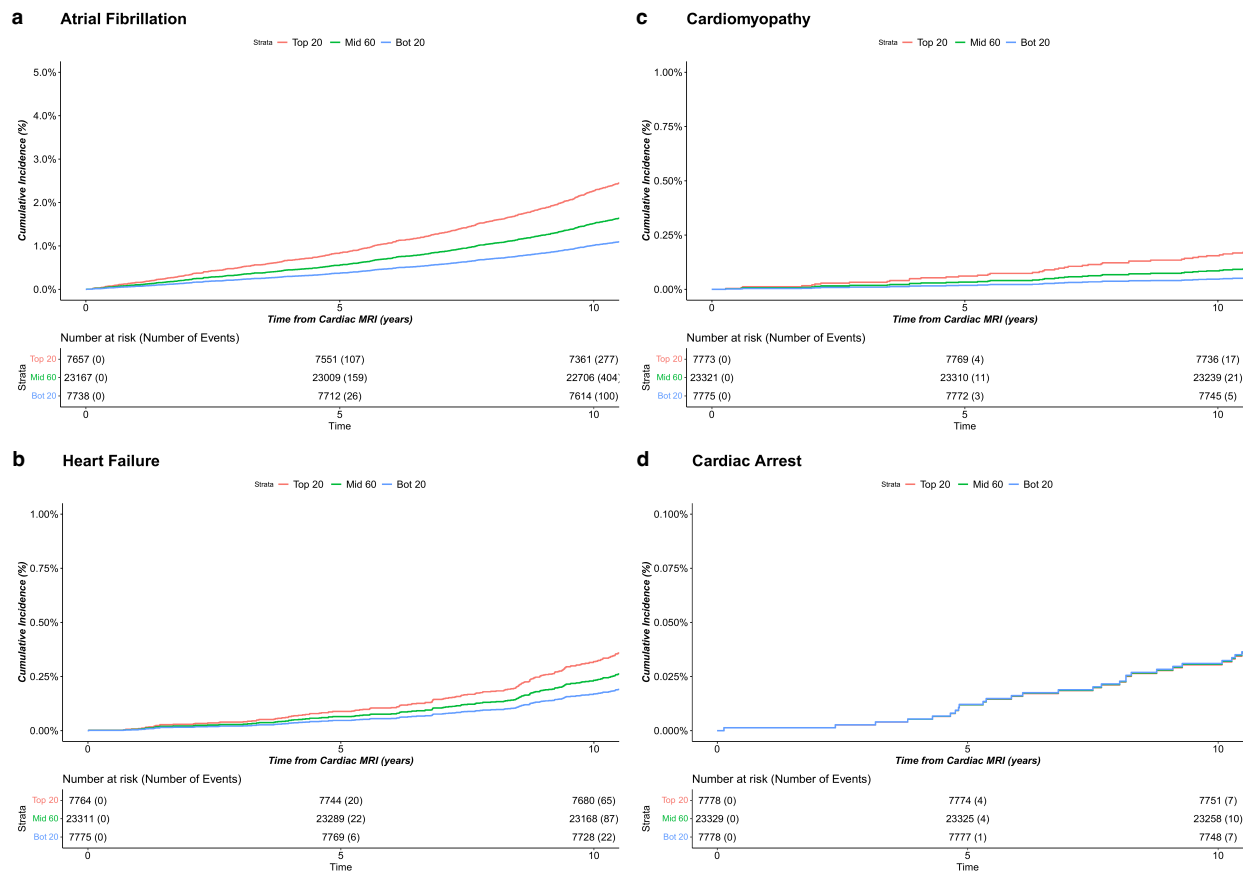 a Atrial Fibrillation
Strata Top 20 Mid 60 Bot 20
Cumulative Incidence (%)
5.0%
4.0%
3.0%
2.0%
1.0%
0.0%
0 5 10
Time from Cardiac MRI (years)
Number at risk (Number of Events)
Strata
Top 20 7657 (0) 7551 (107) 7361 (277)
Mid 60 23167 (0) 23009 (159) 22706 (404)
Bot 20 7738 (0) 7712 (26) 7614 (100)
0 5 10
Time
c Cardiomyopathy
Strata Top 20 Mid 60 Bot 20
Cumulative Incidence (%)
1.00%
0.75%
0.50%
0.25%
0.00%
0 5 10
Time from Cardiac MRI (years)
Number at risk (Number of Events)
Strata
Top 20 7773 (0) 7769 (4) 7736 (17)
Mid 60 23321 (0) 23310 (11) 23239 (21)
Bot 20 7775 (0) 7772 (3) 7745 (5)
0 5 10
Time
b Heart Failure
Strata Top 20 Mid 60 Bot 20
Cumulative Incidence (%)
1.00%
0.75%
0.50%
0.25%
0.00%
0 5 10
Time from Cardiac MRI (years)
Number at risk (Number of Events)
Strata
Top 20 7764 (0) 7744 (20) 7680 (65)
Mid 60 23311 (0) 23289 (22) 23168 (87)
Bot 20 7775 (0) 7769 (6) 7728 (22)
0 5 10
Time
d Cardiac Arrest
Strata Top 20 Mid 60 Bot 20
Cumulative Incidence (%)
0.100%
0.075%
0.050%
0.025%
0.000%
0 5 10
Time from Cardiac MRI (years)
Number at risk (Number of Events)
Strata
Top 20 7778 (0) 7774 (4) 7751 (7)
Mid 60 23329 (0) 23325 (4) 23258 (10)
Bot 20 7778 (0) 7777 (1) 7748 (7)
0 5 10
Time